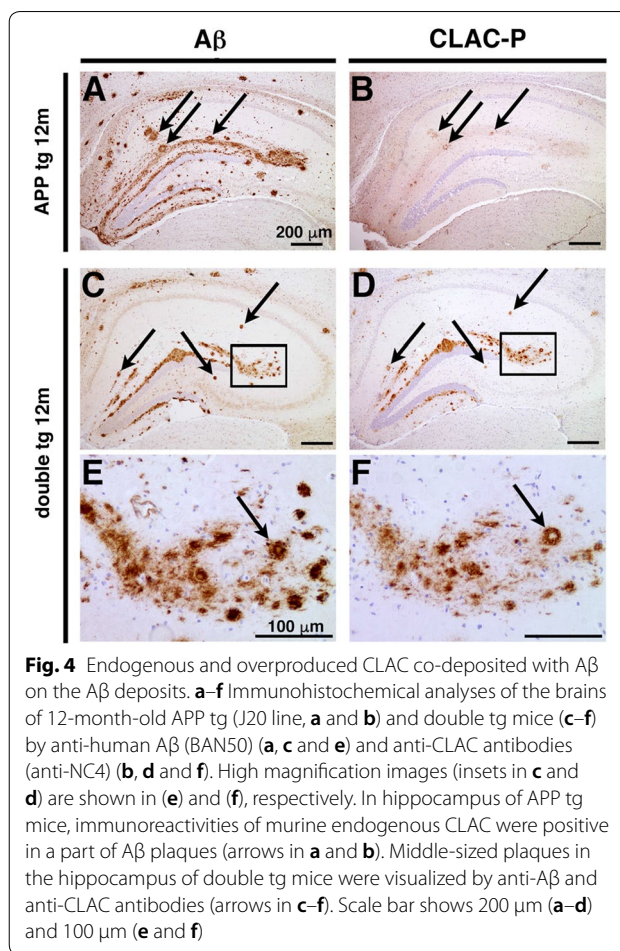 Aβ CLAC-P
APP tg 12m
A B
200 μm
double tg 12m
C D
E F
100 μm
Fig. 4 Endogenous and overproduced CLAC co-deposited with Aβ
on the Aβ deposits. a–f Immunohistochemical analyses of the brains
of 12-month-old APP tg (J20 line, a and b) and double tg mice (c–f)
by anti-human Aβ (BAN50) (a, c and e) and anti-CLAC antibodies
(anti-NC4) (b, d and f). High magnification images (insets in c and
d) are shown in (e) and (f), respectively. In hippocampus of APP tg
mice, immunoreactivities of murine endogenous CLAC were positive
in a part of Aβ plaques (arrows in a and b). Middle-sized plaques in
the hippocampus of double tg mice were visualized by anti-Aβ and
anti-CLAC antibodies (arrows in c–f). Scale bar shows 200 μm (a–d)
and 100 μm (e and f)